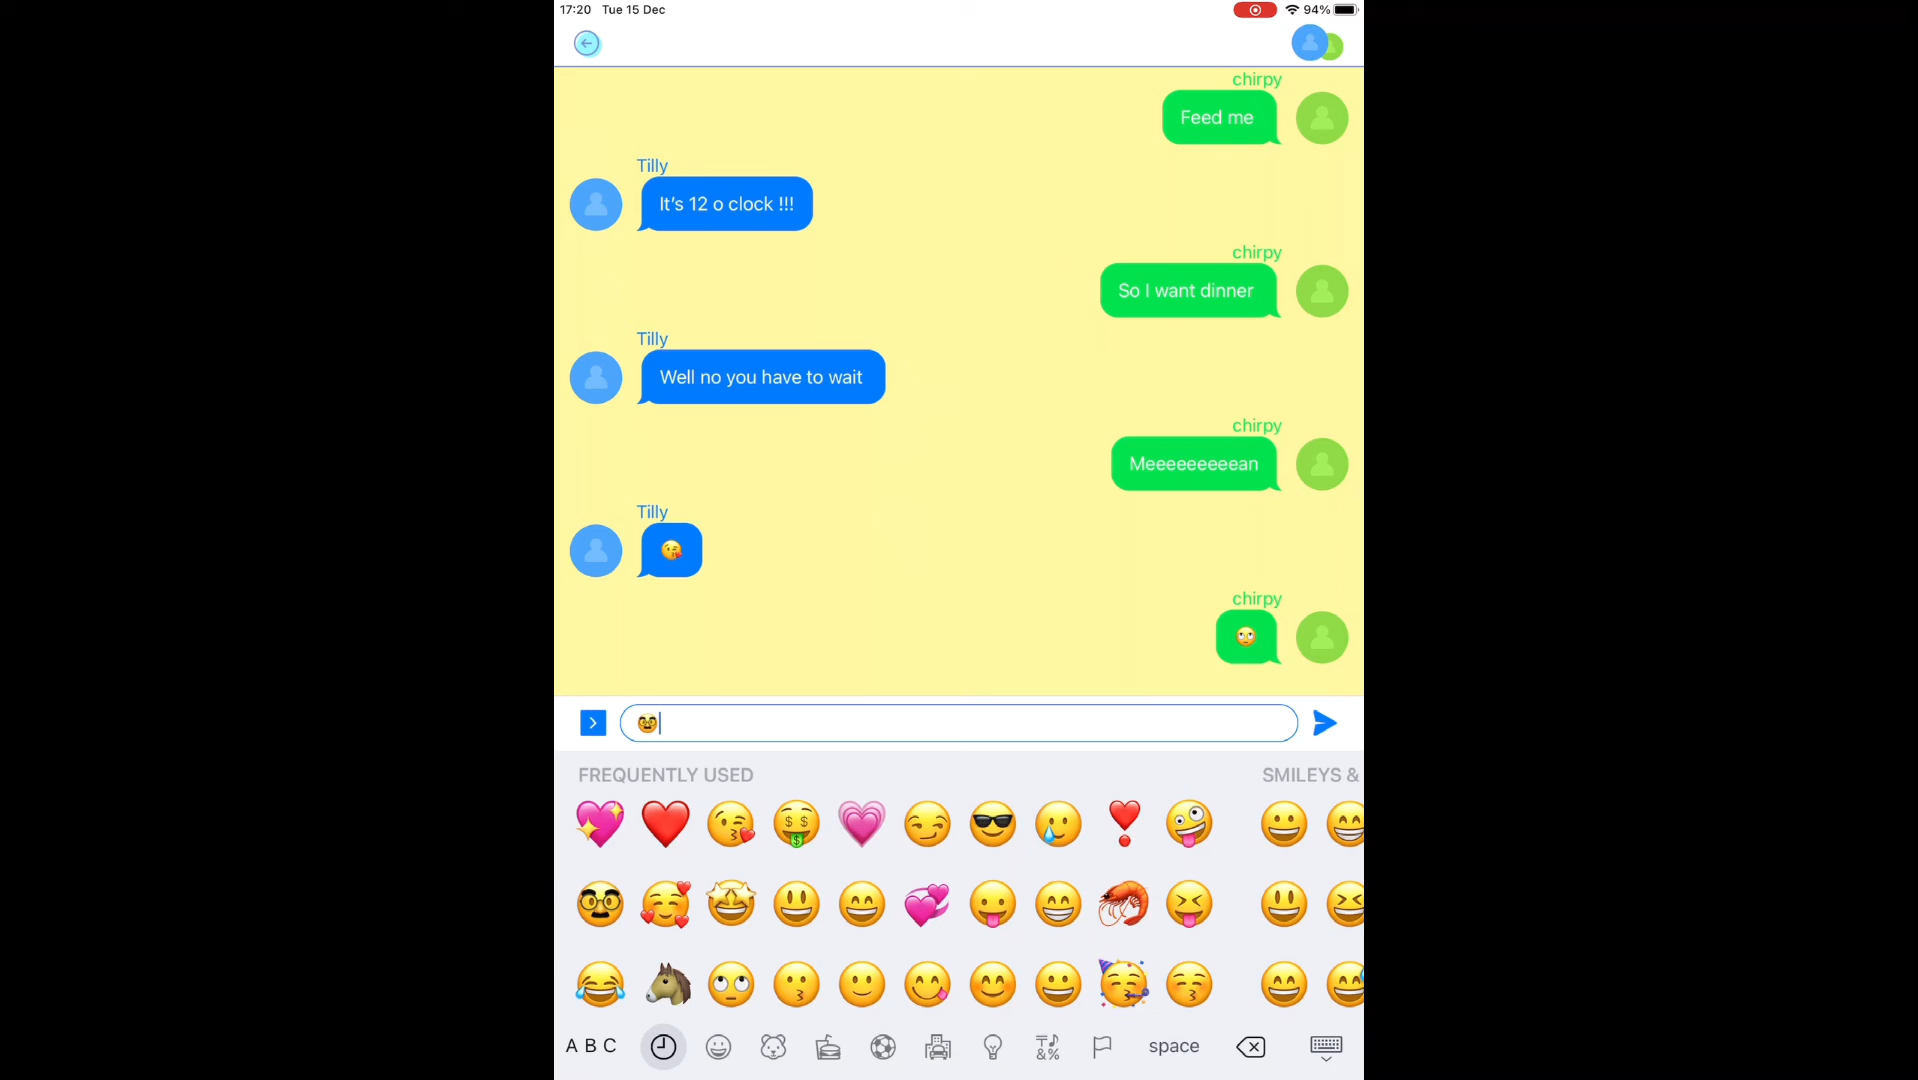 17:20 Tue 15 Dec 94%
chirpy
Feed me
Tilly
It's 12 o clock !!!
chirpy
So I want dinner
Tilly
Well no you have to wait
chirpy
Meeeeeeeeean
Tilly
😘
chirpy
🙄
🥸
FREQUENTLY USED SMILEYS &
A B C space